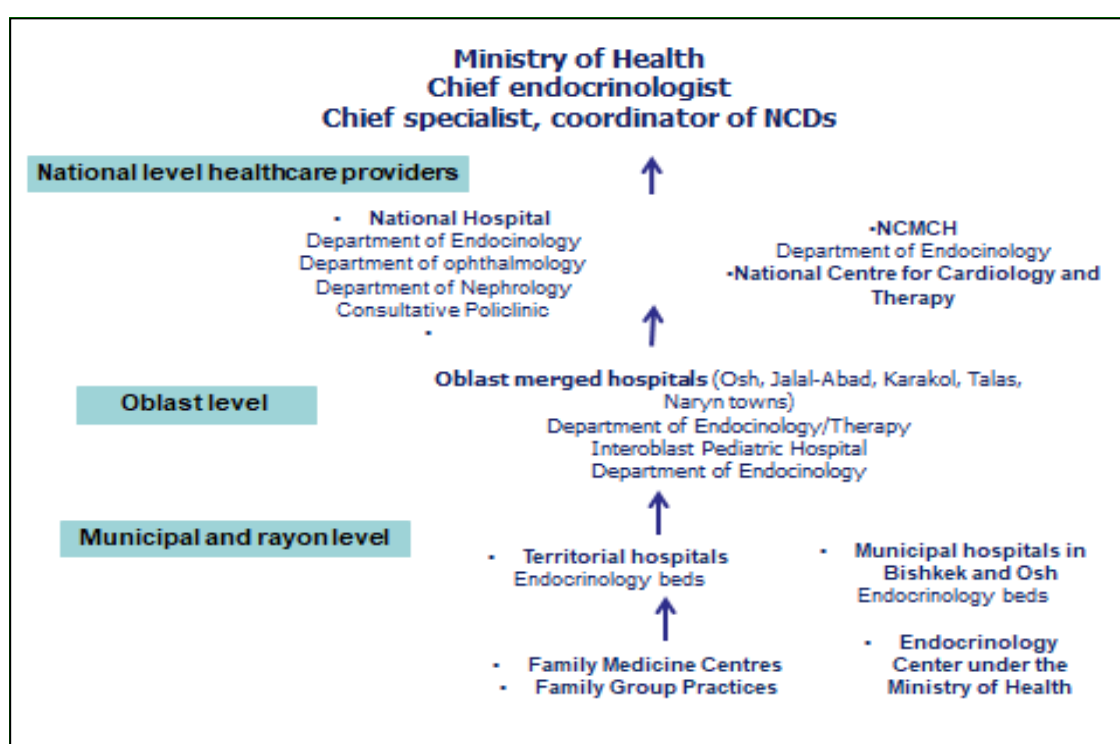 Ministry of Health
Chief endocrinologist
Chief specialist, coordinator of NCDs
National level healthcare providers
• National Hospital
Department of Endocinology
Department of ophthalmology
Department of Nephrology
Consultative Policlinic
•
•NCMCH
Department of Endocinology
•National Centre for Cardiology and
Therapy
Oblast level
Oblast merged hospitals (Osh, Jalal-Abad, Karakol, Talas,
Naryn towns)
Department of Endocinology/Therapy
Interoblast Pediatric Hospital
Department of Endocinology
Municipal and rayon level
• Territorial hospitals
Endocrinology beds
• Municipal hospitals in
Bishkek and Osh
Endocrinology beds
• Family Medicine Centres
• Family Group Practices
• Endocrinology
Center under the
Ministry of Health